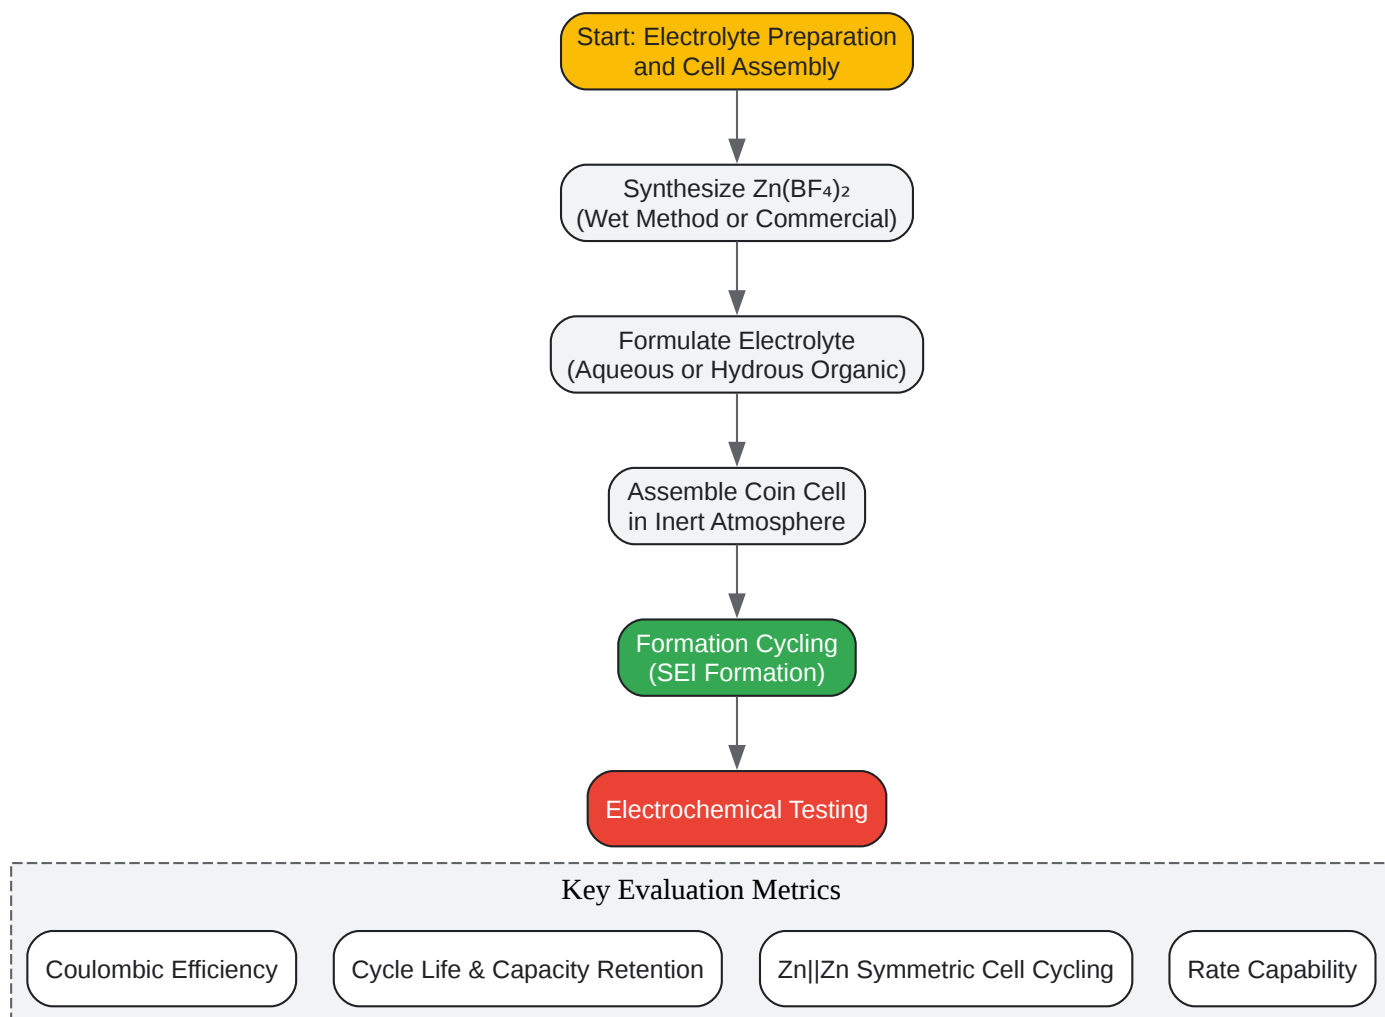 Start: Electrolyte Preparation
and Cell Assembly
Synthesize Zn(BF₄)₂
(Wet Method or Commercial)
Formulate Electrolyte
(Aqueous or Hydrous Organic)
Assemble Coin Cell
in Inert Atmosphere
Formation Cycling
(SEI Formation)
Electrochemical Testing
Key Evaluation Metrics
Coulombic Efficiency
Cycle Life & Capacity Retention
Zn||Zn Symmetric Cell Cycling
Rate Capability